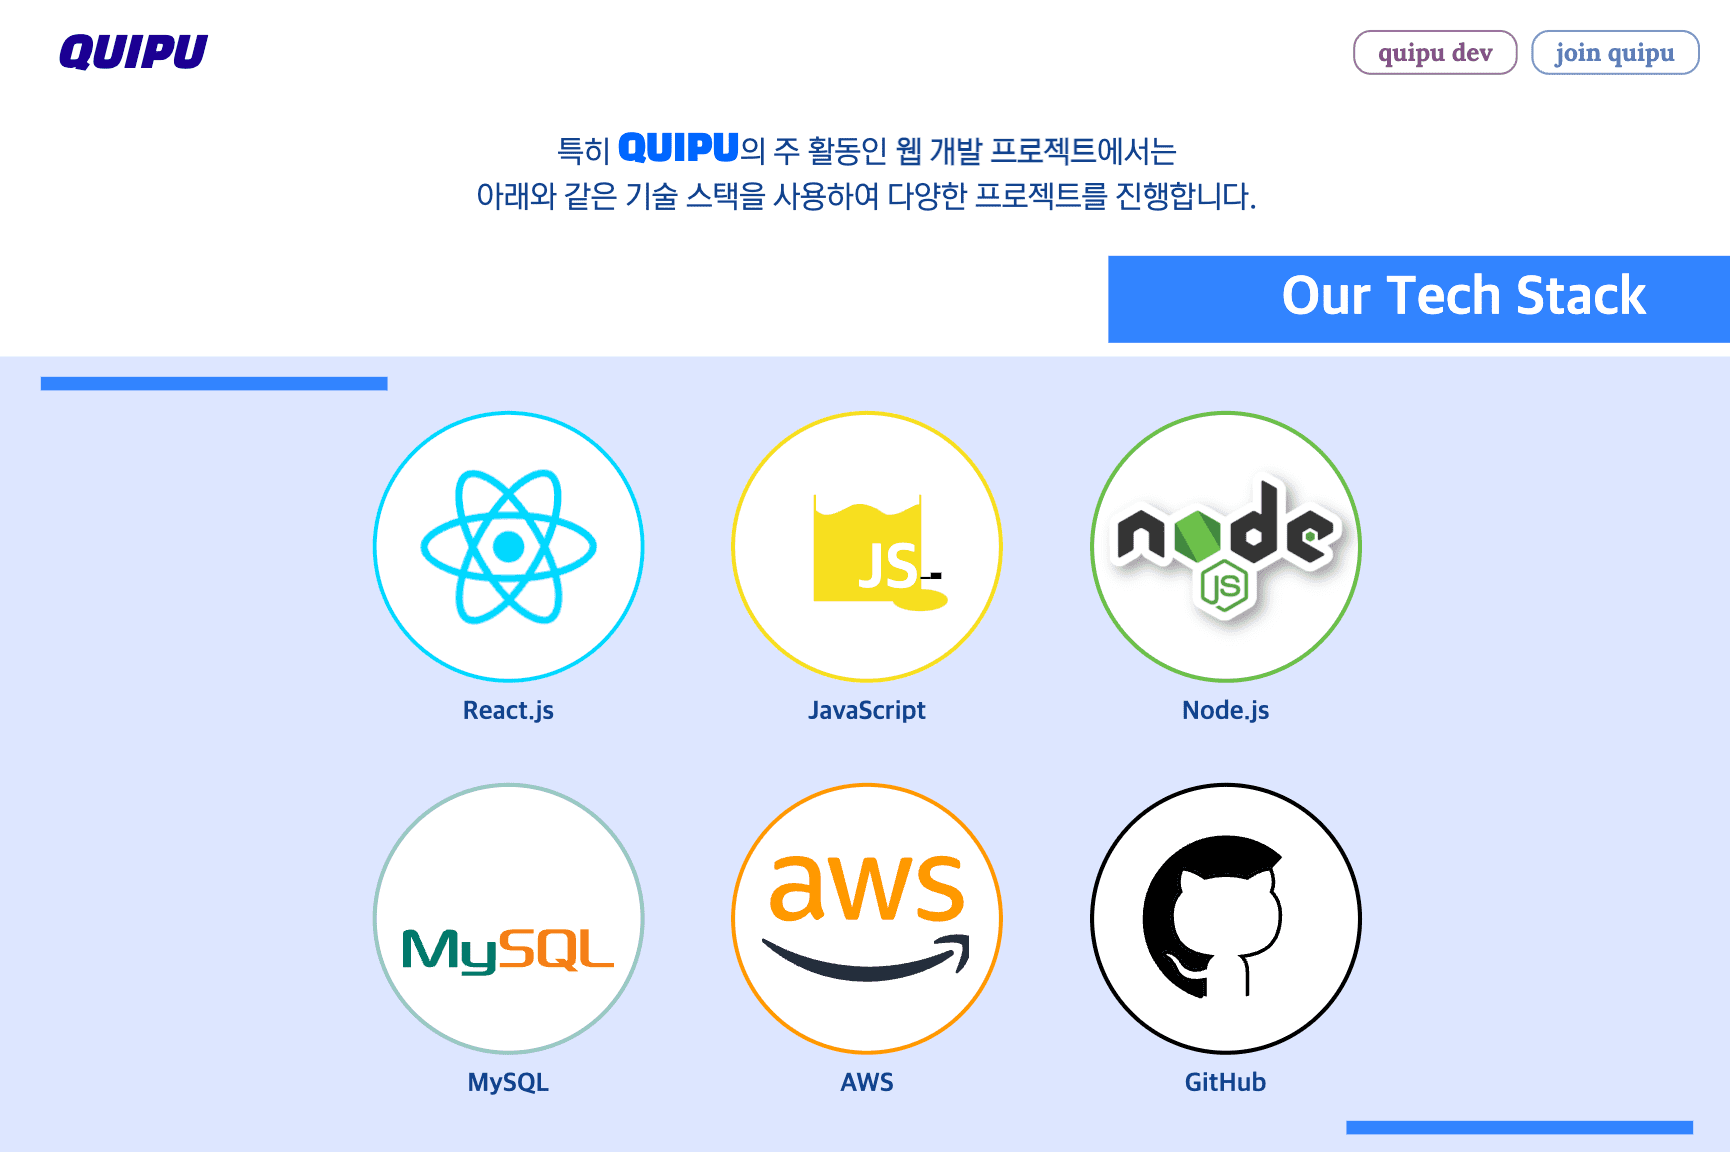 QUIPU
quipu dev
join quipu
특히 QUIPU의 주 활동인 웹 개발 프로젝트에서는
아래와 같은 기술 스택을 사용하여 다양한 프로젝트를 진행합니다.
Our Tech Stack
JS
node
JS
React.js
JavaScript
Node.js
MySQL
aws
MySQL
AWS
GitHub